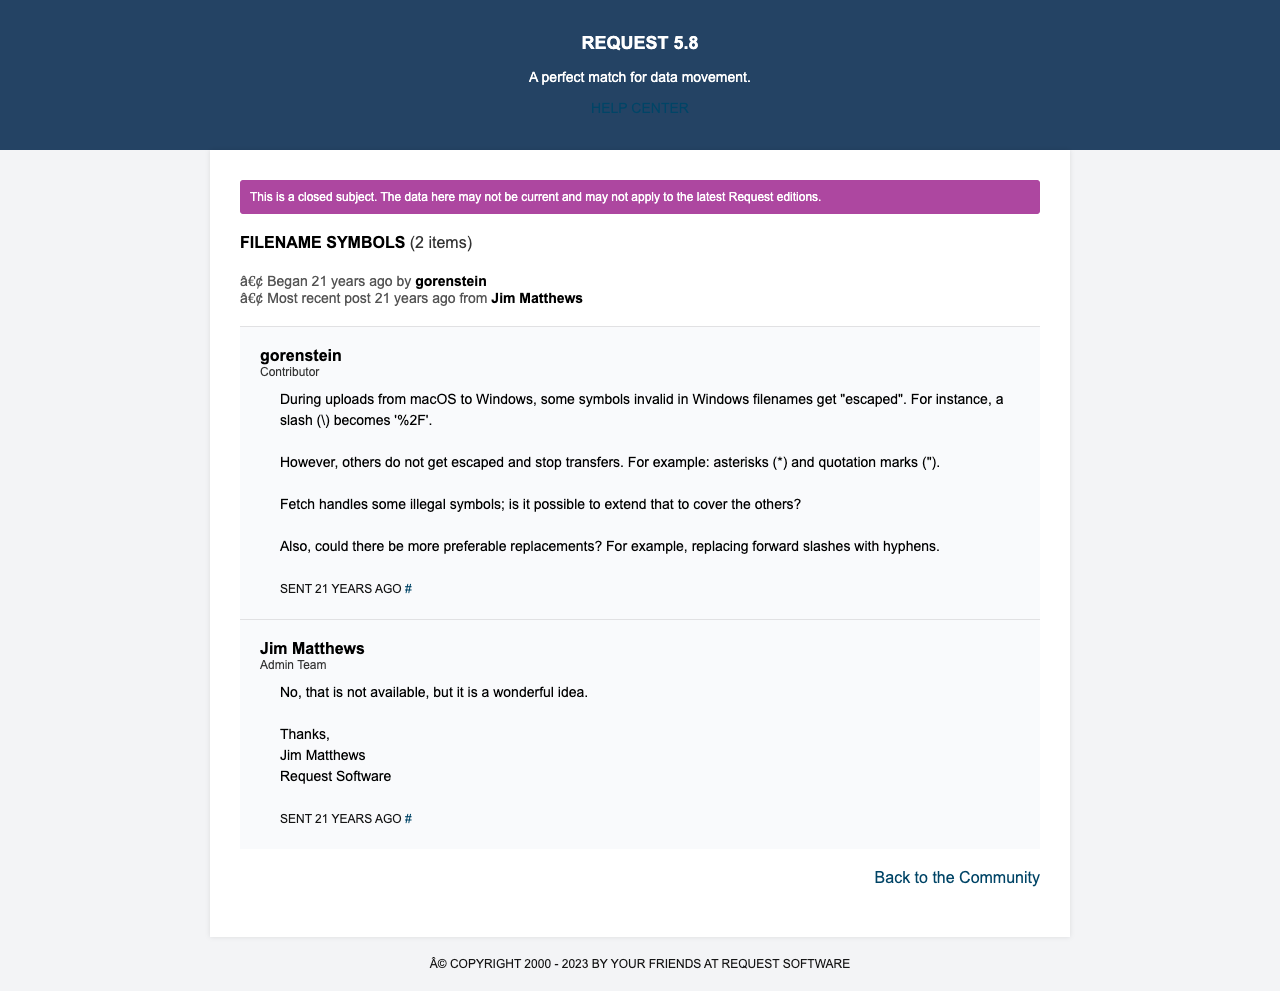 REQUEST 5.8
A perfect match for data movement.
HELP CENTER
This is a closed subject. The data here may not be current and may not apply to the latest Request editions.
FILENAME SYMBOLS (2 items)
â€¢ Began 21 years ago by gorenstein
â€¢ Most recent post 21 years ago from Jim Matthews
gorenstein
Contributor
During uploads from macOS to Windows, some symbols invalid in Windows filenames get "escaped". For instance, a
slash (\) becomes '%2F'.
However, others do not get escaped and stop transfers. For example: asterisks (*) and quotation marks (").
Fetch handles some illegal symbols; is it possible to extend that to cover the others?
Also, could there be more preferable replacements? For example, replacing forward slashes with hyphens.
SENT 21 YEARS AGO #
Jim Matthews
Admin Team
No, that is not available, but it is a wonderful idea.
Thanks,
Jim Matthews
Request Software
SENT 21 YEARS AGO #
Back to the Community
Â© COPYRIGHT 2000 - 2023 BY YOUR FRIENDS AT REQUEST SOFTWARE